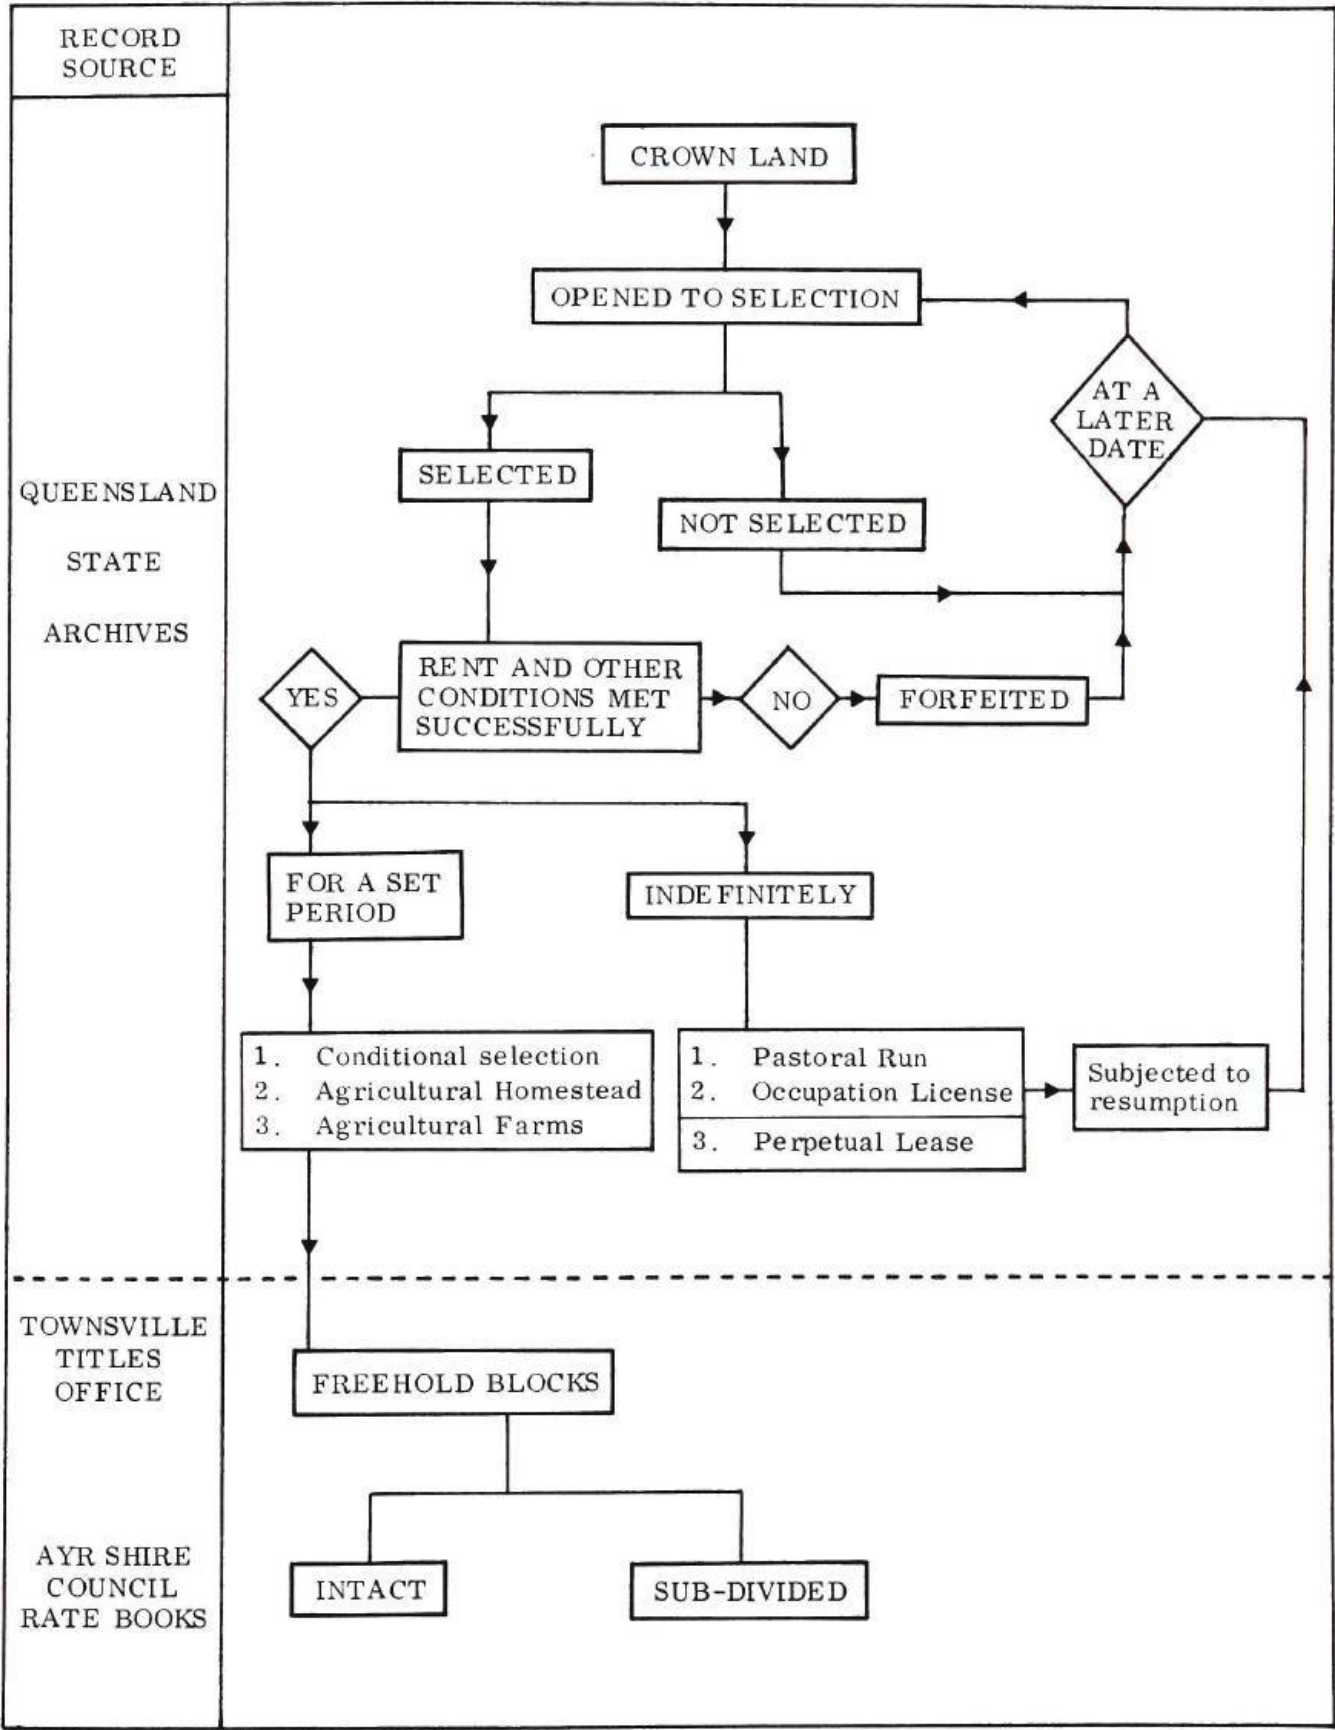 RECORD
SOURCE
CROWN LAND
OPENED TO SELECTION
AT A
LATER
DATE
SELECTED
NOT SELECTED
QUEENSLAND
STATE
ARCHIVES
YES
RENT AND OTHER
CONDITIONS MET
SUCCESSFULLY
NO
FORFEITED
FOR A SET
PERIOD
INDEFINITELY
1. Conditional selection
2. Agricultural Homestead
3. Agricultural Farms
1. Pastoral Run
2. Occupation License
3. Perpetual Lease
Subjected to
resumption
TOWNSVILLE
TITLES
OFFICE
FREEHOLD BLOCKS
AYR SHIRE
COUNCIL
RATE BOOKS
INTACT
SUB-DIVIDED